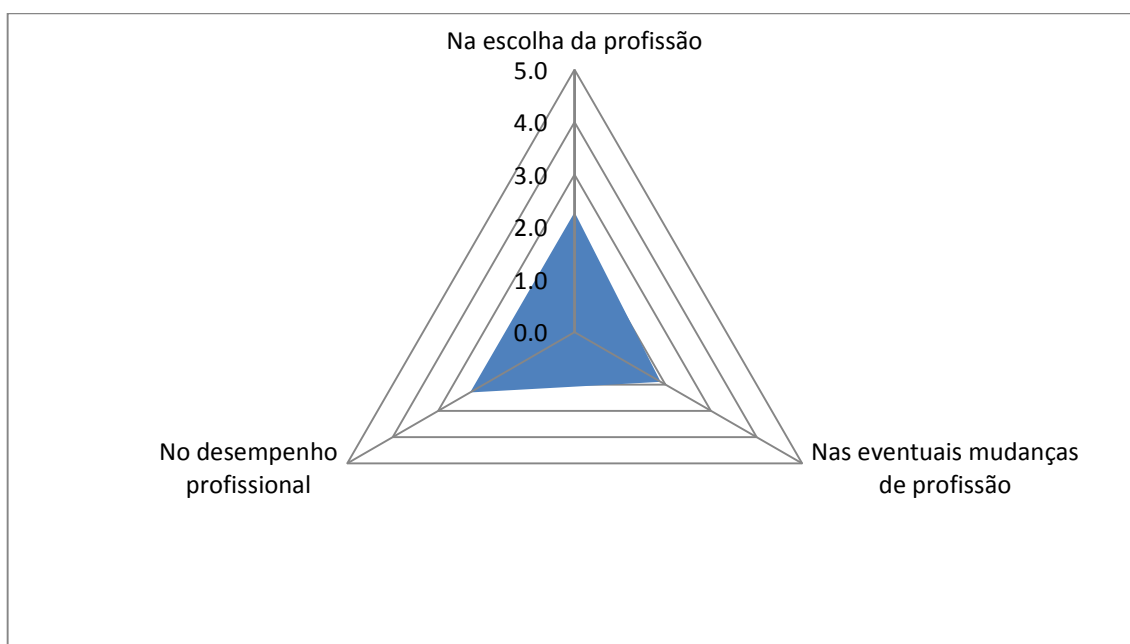 Na escolha da profissão
5.0
4.0
3.0
2.0
1.0
0.0
No desempenho
profissional
Nas eventuais mudanças
de profissão